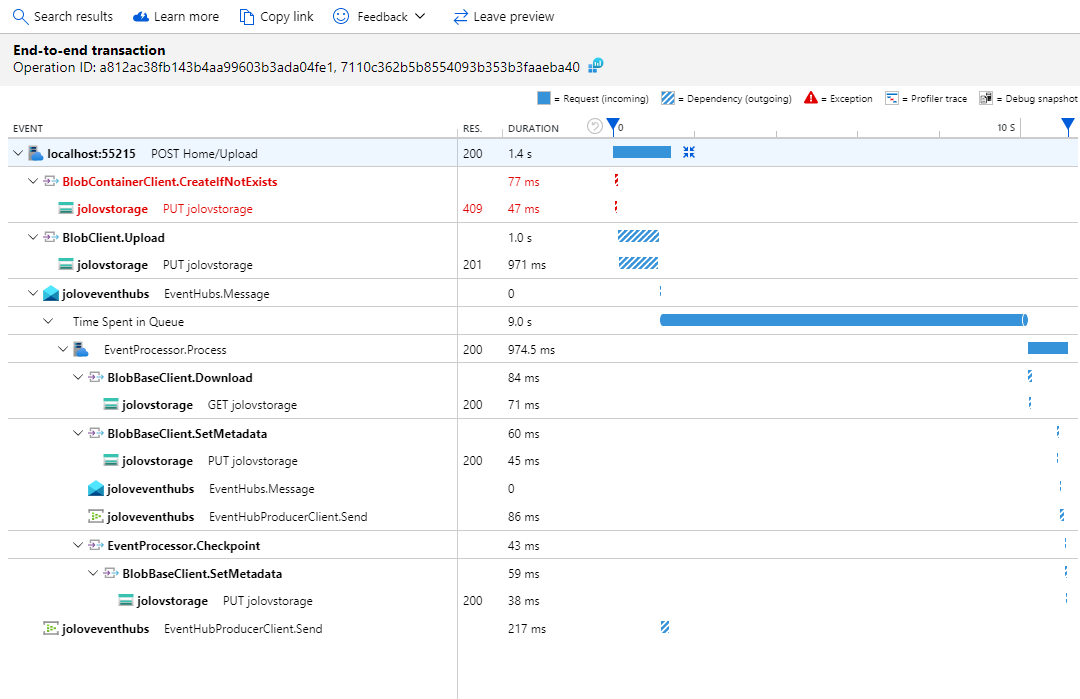 Search results Learn more Copy link Feedback Leave preview
End-to-end transaction
Operation ID: a812ac38fb143b4aa99603b3ada04fe1, 7110c362b5b8554093b353b3faaeba40
= Request (incoming) = Dependency (outgoing) = Exception = Profiler trace = Debug snapshot
EVENT RES. DURATION 0 10 S
localhost:55215 POST Home/Upload 200 1.4 s
BlobContainerClient.CreateIfNotExists 77 ms
jolovstorage PUT jolovstorage 409 47 ms
BlobClient.Upload 1.0 s
jolovstorage PUT jolovstorage 201 971 ms
joloveventhubs EventHubs.Message 0
Time Spent in Queue 9.0 s
EventProcessor.Process 200 974.5 ms
BlobBaseClient.Download 84 ms
jolovstorage GET jolovstorage 200 71 ms
BlobBaseClient.SetMetadata 60 ms
jolovstorage PUT jolovstorage 200 45 ms
joloveventhubs EventHubs.Message 0
joloveventhubs EventHubProducerClient.Send 86 ms
EventProcessor.Checkpoint 43 ms
BlobBaseClient.SetMetadata 59 ms
jolovstorage PUT jolovstorage 200 38 ms
joloveventhubs EventHubProducerClient.Send 217 ms